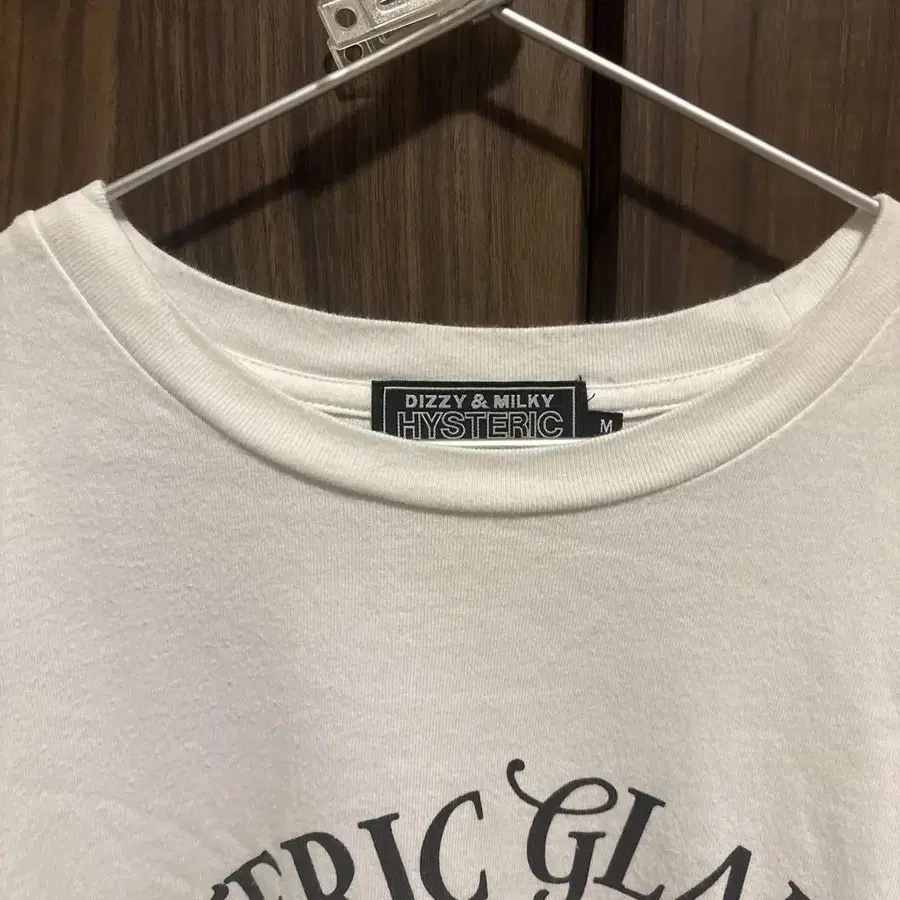 DIZZY & MILKY
HYSTERIC
M
TERIC GLA